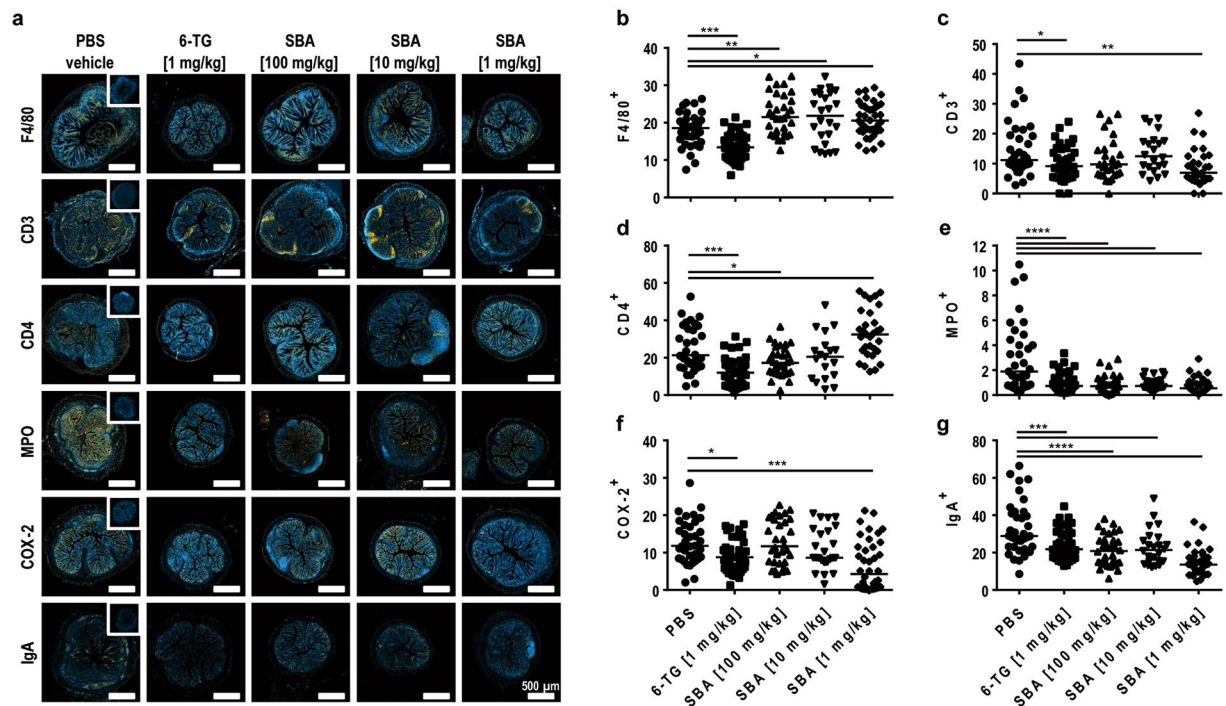 a
PBS vehicle
6-TG [1 mg/kg]
SBA [100 mg/kg]
SBA [10 mg/kg]
SBA [1 mg/kg]
F4/80
CD3
CD4
MPO
COX-2
IgA
500 µm
b
***
**
*
F4/80+
40
30
20
10
0
c
*
**
CD3+
50
40
30
20
10
0
d
***
*
CD4+
80
60
40
20
0
e
****
MPO+
12
10
8
6
4
2
0
f
*
***
COX-2+
40
30
20
10
0
PBS
6-TG [1 mg/kg]
SBA [100 mg/kg]
SBA [10 mg/kg]
SBA [1 mg/kg]
g
***
****
IgA+
80
60
40
20
0
PBS
6-TG [1 mg/kg]
SBA [100 mg/kg]
SBA [10 mg/kg]
SBA [1 mg/kg]